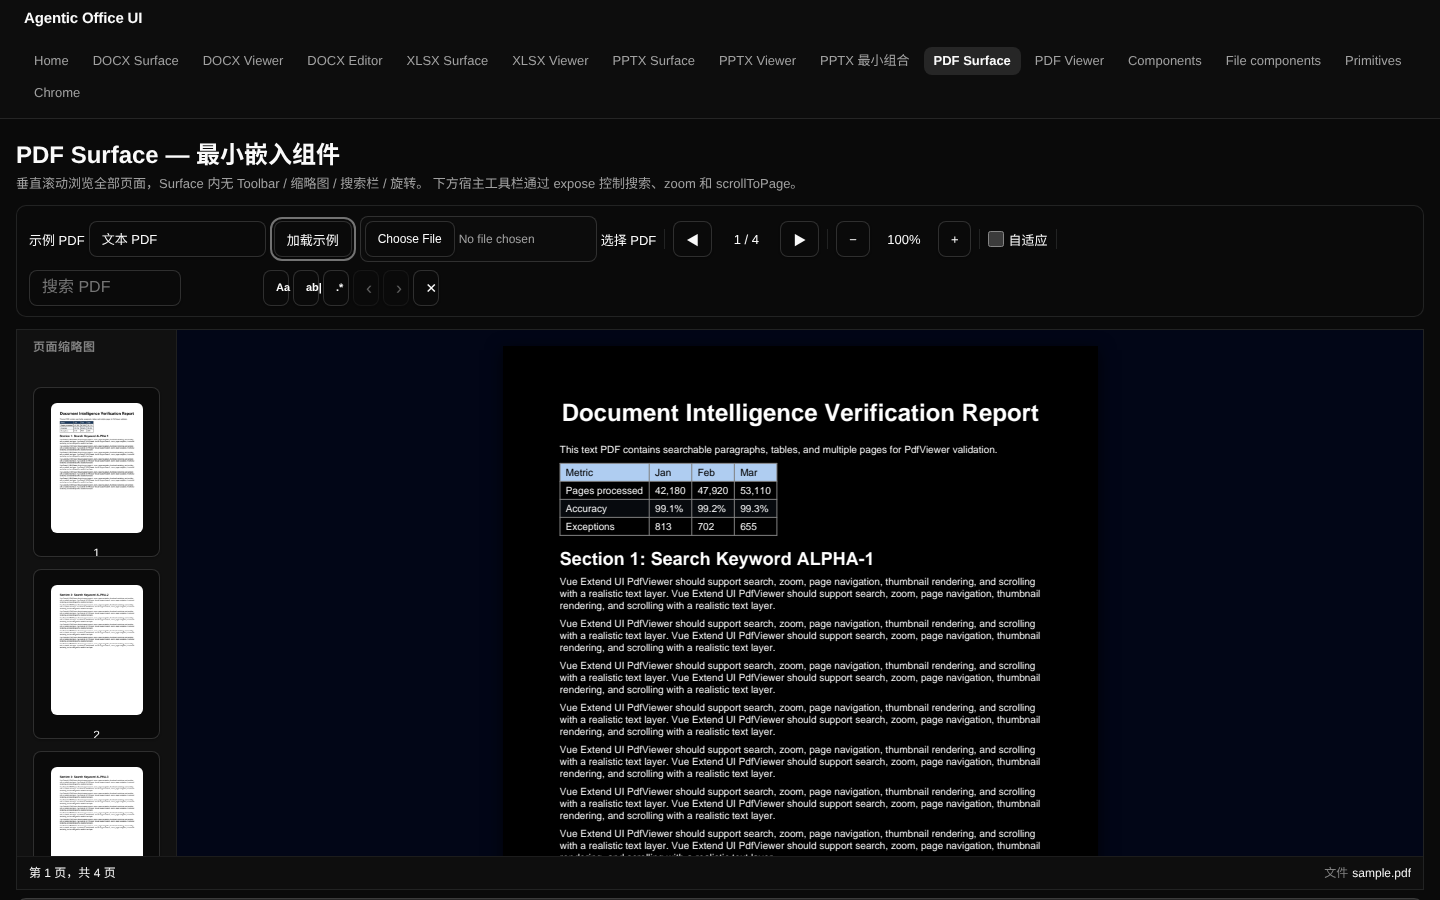 Agentic Office UI
Home DOCX Surface DOCX Viewer DOCX Editor XLSX Surface XLSX Viewer PPTX Surface PPTX Viewer PPTX 最小组合 PDF Surface PDF Viewer Components File components Primitives
Chrome
PDF Surface — 最小嵌入组件
垂直滚动浏览全部页面，Surface 内无 Toolbar / 缩略图 / 搜索栏 / 旋转。 下方宿主工具栏通过 expose 控制搜索、zoom 和 scrollToPage。
示例 PDF 文本 PDF 加载示例 Choose File No file chosen 选择 PDF ◀ 1 / 4 ▶ − 100% + 自适应
搜索 PDF Aa ab| .* ‹ › ✕
页面缩略图
Document Intelligence Verification Report
1
2
Document Intelligence Verification Report
This text PDF contains searchable paragraphs, tables, and multiple pages for PdfViewer validation.
Metric Jan Feb Mar
Pages processed 42,180 47,920 53,110
Accuracy 99.1% 99.2% 99.3%
Exceptions 813 702 655
Section 1: Search Keyword ALPHA-1
Vue Extend UI PdfViewer should support search, zoom, page navigation, thumbnail rendering, and scrolling
with a realistic text layer. Vue Extend UI PdfViewer should support search, zoom, page navigation, thumbnail
rendering, and scrolling with a realistic text layer.
Vue Extend UI PdfViewer should support search, zoom, page navigation, thumbnail rendering, and scrolling
with a realistic text layer. Vue Extend UI PdfViewer should support search, zoom, page navigation, thumbnail
rendering, and scrolling with a realistic text layer.
Vue Extend UI PdfViewer should support search, zoom, page navigation, thumbnail rendering, and scrolling
with a realistic text layer. Vue Extend UI PdfViewer should support search, zoom, page navigation, thumbnail
rendering, and scrolling with a realistic text layer.
Vue Extend UI PdfViewer should support search, zoom, page navigation, thumbnail rendering, and scrolling
with a realistic text layer. Vue Extend UI PdfViewer should support search, zoom, page navigation, thumbnail
rendering, and scrolling with a realistic text layer.
Vue Extend UI PdfViewer should support search, zoom, page navigation, thumbnail rendering, and scrolling
with a realistic text layer. Vue Extend UI PdfViewer should support search, zoom, page navigation, thumbnail
rendering, and scrolling with a realistic text layer.
Vue Extend UI PdfViewer should support search, zoom, page navigation, thumbnail rendering, and scrolling
with a realistic text layer. Vue Extend UI PdfViewer should support search, zoom, page navigation, thumbnail
rendering, and scrolling with a realistic text layer.
Vue Extend UI PdfViewer should support search, zoom, page navigation, thumbnail rendering, and scrolling
with a realistic text layer. Vue Extend UI PdfViewer should support search, zoom, page navigation, thumbnail
第 1 页，共 4 页 文件 sample.pdf